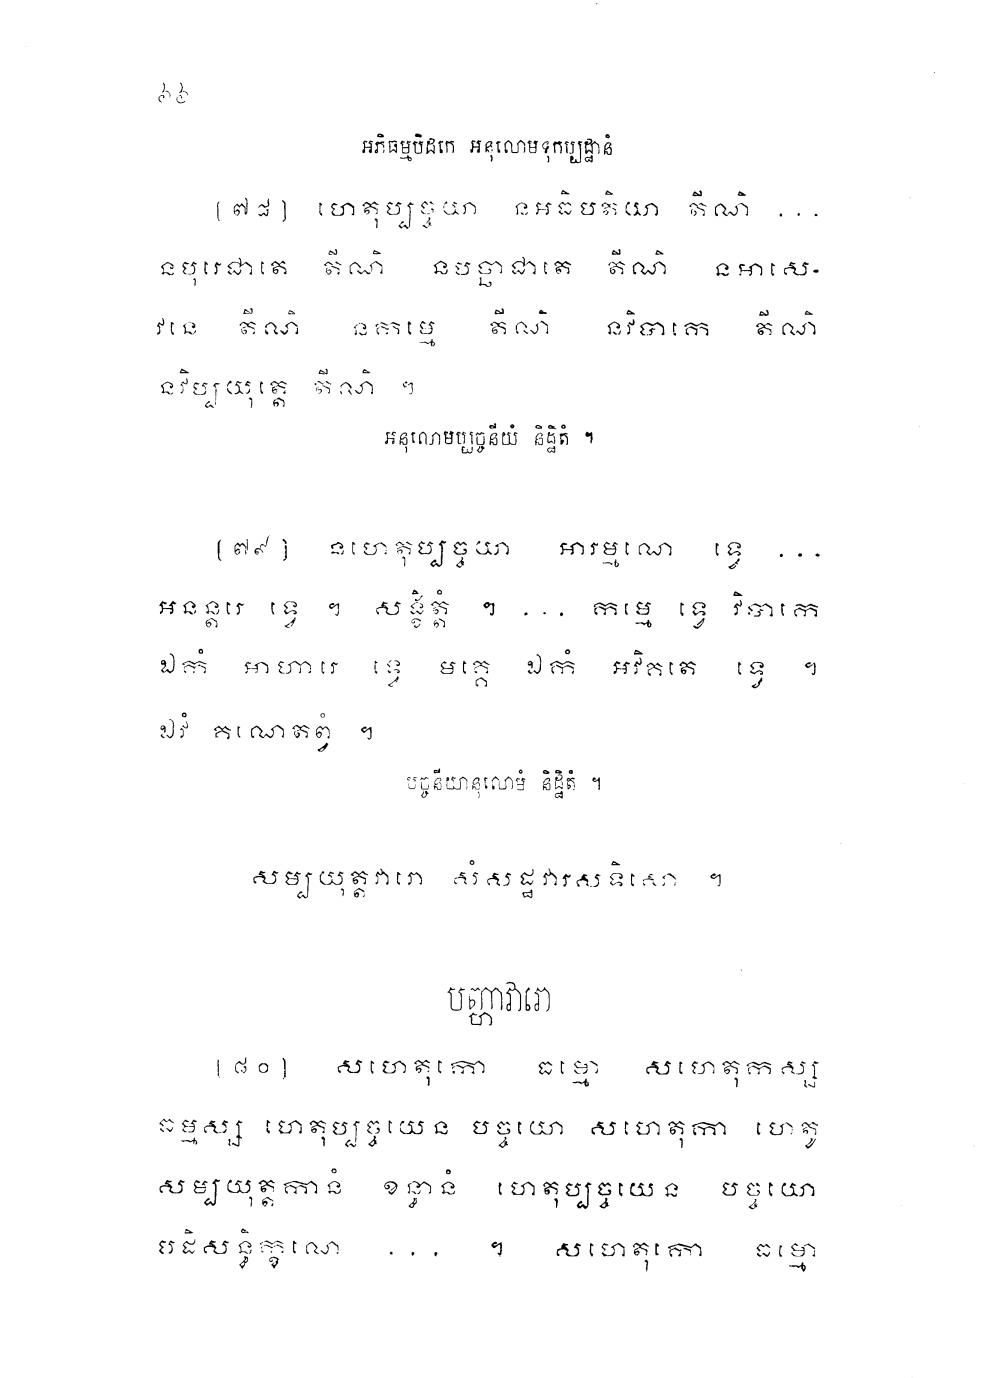 ៦៦
អភិធម្មបិដកេ អនុលោមទុកប្បដ្ឋានំ
[៧៨] ហេតុប្បច្ចយា នអធិបតិយា តីណិ ...
នបុរេជាតេ តីណិ នបច្ឆាជាតេ តីណិ នអាសេ-
វនេ តីណិ នកម្មេ តីណិ នវិបាកេ តីណិ
នវិប្បយុត្តេ តីណិ ។
អនុលោមប្បច្ចនីយំ និដ្ឋិតំ ។
[៧៩] នហេតុប្បច្ចយា អារម្មណេ ទ្វេ ...
អនន្តរេ ទ្វេ ។ សង្ខិត្តំ ។ ... កម្មេ ទ្វេ វិបាកេ
ឯកំ អាហារេ ទ្វេ មគ្គេ ឯកំ អវិគតេ ទ្វេ ។
ឯវំ គណេតព្វំ ។
បច្ចនីយានុលោមំ និដ្ឋិតំ ។
សម្បយុត្តវារោ សំសដ្ឋវារសទិសោ ។
បញ្ហាវារោ
[៨០] សហេតុកោ ធម្មោ សហេតុកស្ស
ធម្មស្ស ហេតុប្បច្ចយេន បច្ចយោ សហេតុកា ហេតូ
សម្បយុត្តកានំ ខន្ធានំ ហេតុប្បច្ចយេន បច្ចយោ
បដិសន្ធិក្ខណេ ... ។ សហេតុកោ ធម្មោ